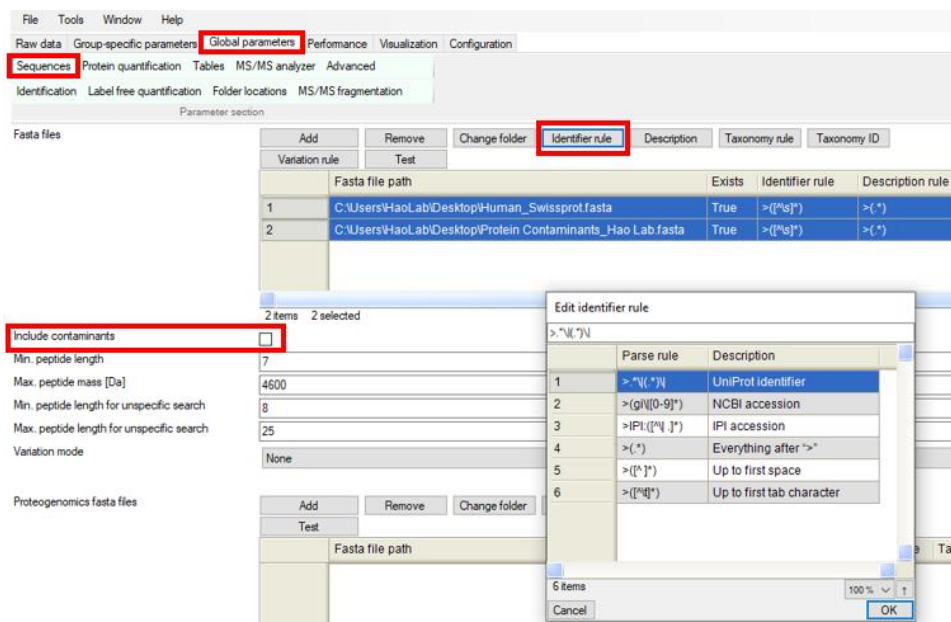 File Tools Window Help
Raw data Group-specific parameters Global parameters Performance Visualization Configuration
Sequences Protein quantification Tables MS/MS analyzer Advanced
Identification Label free quantification Folder locations MS/MS fragmentation
Parameter section
Fasta files
Add Remove Change folder Identifier rule Description Taxonomy rule Taxonomy ID
Variation rule Test
Fasta file path Exists Identifier rule Description rule
1 C:\Users\HaoLab\Desktop\Human_Swissprot.fasta True >([^\s]*) >(.*)
2 C:\Users\HaoLab\Desktop\Protein Contaminants_Hao Lab.fasta True >([^\s]*) >(.*)
2 items 2 selected
Include contaminants
Min. peptide length 7
Max. peptide mass [Da] 4600
Min. peptide length for unspecific search 8
Max. peptide length for unspecific search 25
Variation mode None
Proteogenomics fasta files
Add Remove Change folder
Test
Fasta file path Ta
Edit identifier rule
>.*\|(.*)\|
Parse rule Description
1 >.*\|(.*)\| UniProt identifier
2 >(gi\|[0-9]*) NCBI accession
3 >IPI:([^\| .]*) IPI accession
4 >(.*) Everything after “>”
5 >([^ ]*) Up to first space
6 >([^\t]*) Up to first tab character
6 items 100 % ↑
Cancel OK